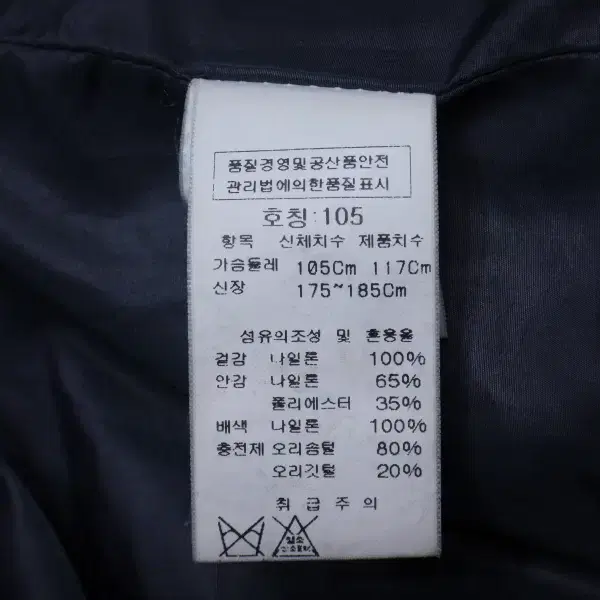 품질경영및공산품안전
관리법에의한품질표시
호칭:105
항목 신체치수 제품치수
가슴둘레 105Cm 117Cm
신장 175~185Cm
섬유의조성 및 혼용율
겉감 나일론 100%
안감 나일론 65%
폴리에스터 35%
배색 나일론 100%
충전제 오리솜털 80%
오리깃털 20%
취급주의
염소